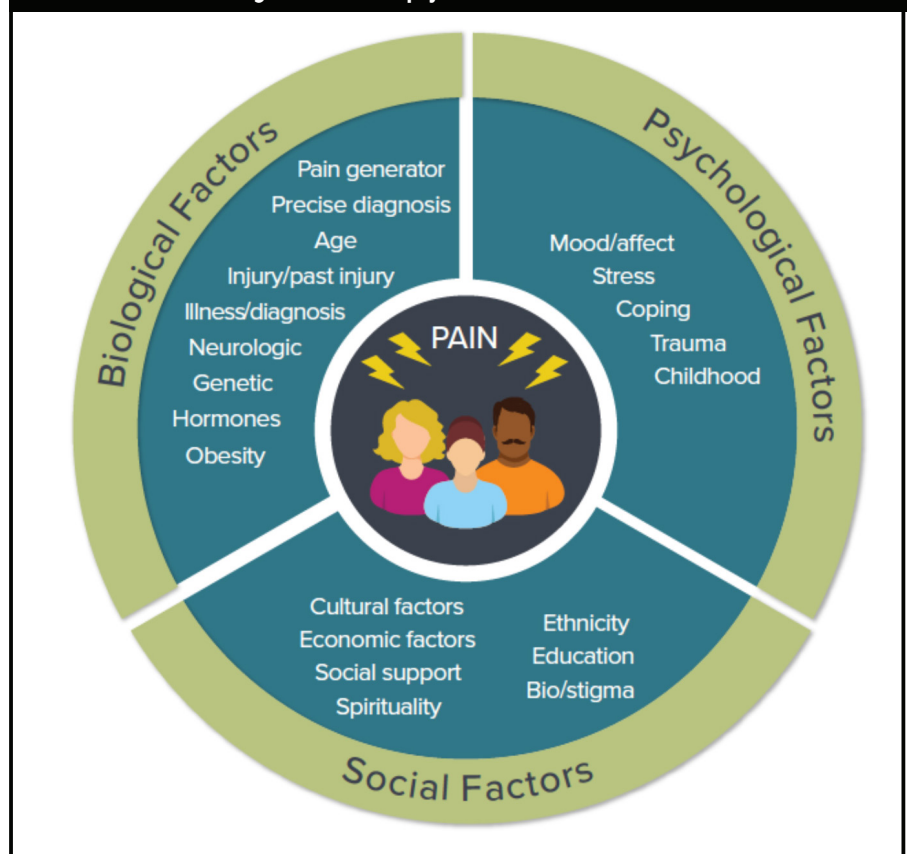 Biological Factors
Pain generator
Precise diagnosis
Age
Injury/past injury
Illness/diagnosis
Neurologic
Genetic
Hormones
Obesity
Psychological Factors
Mood/affect
Stress
Coping
Trauma
Childhood
PAIN
Cultural factors
Economic factors
Social support
Spirituality
Ethnicity
Education
Bio/stigma
Social Factors